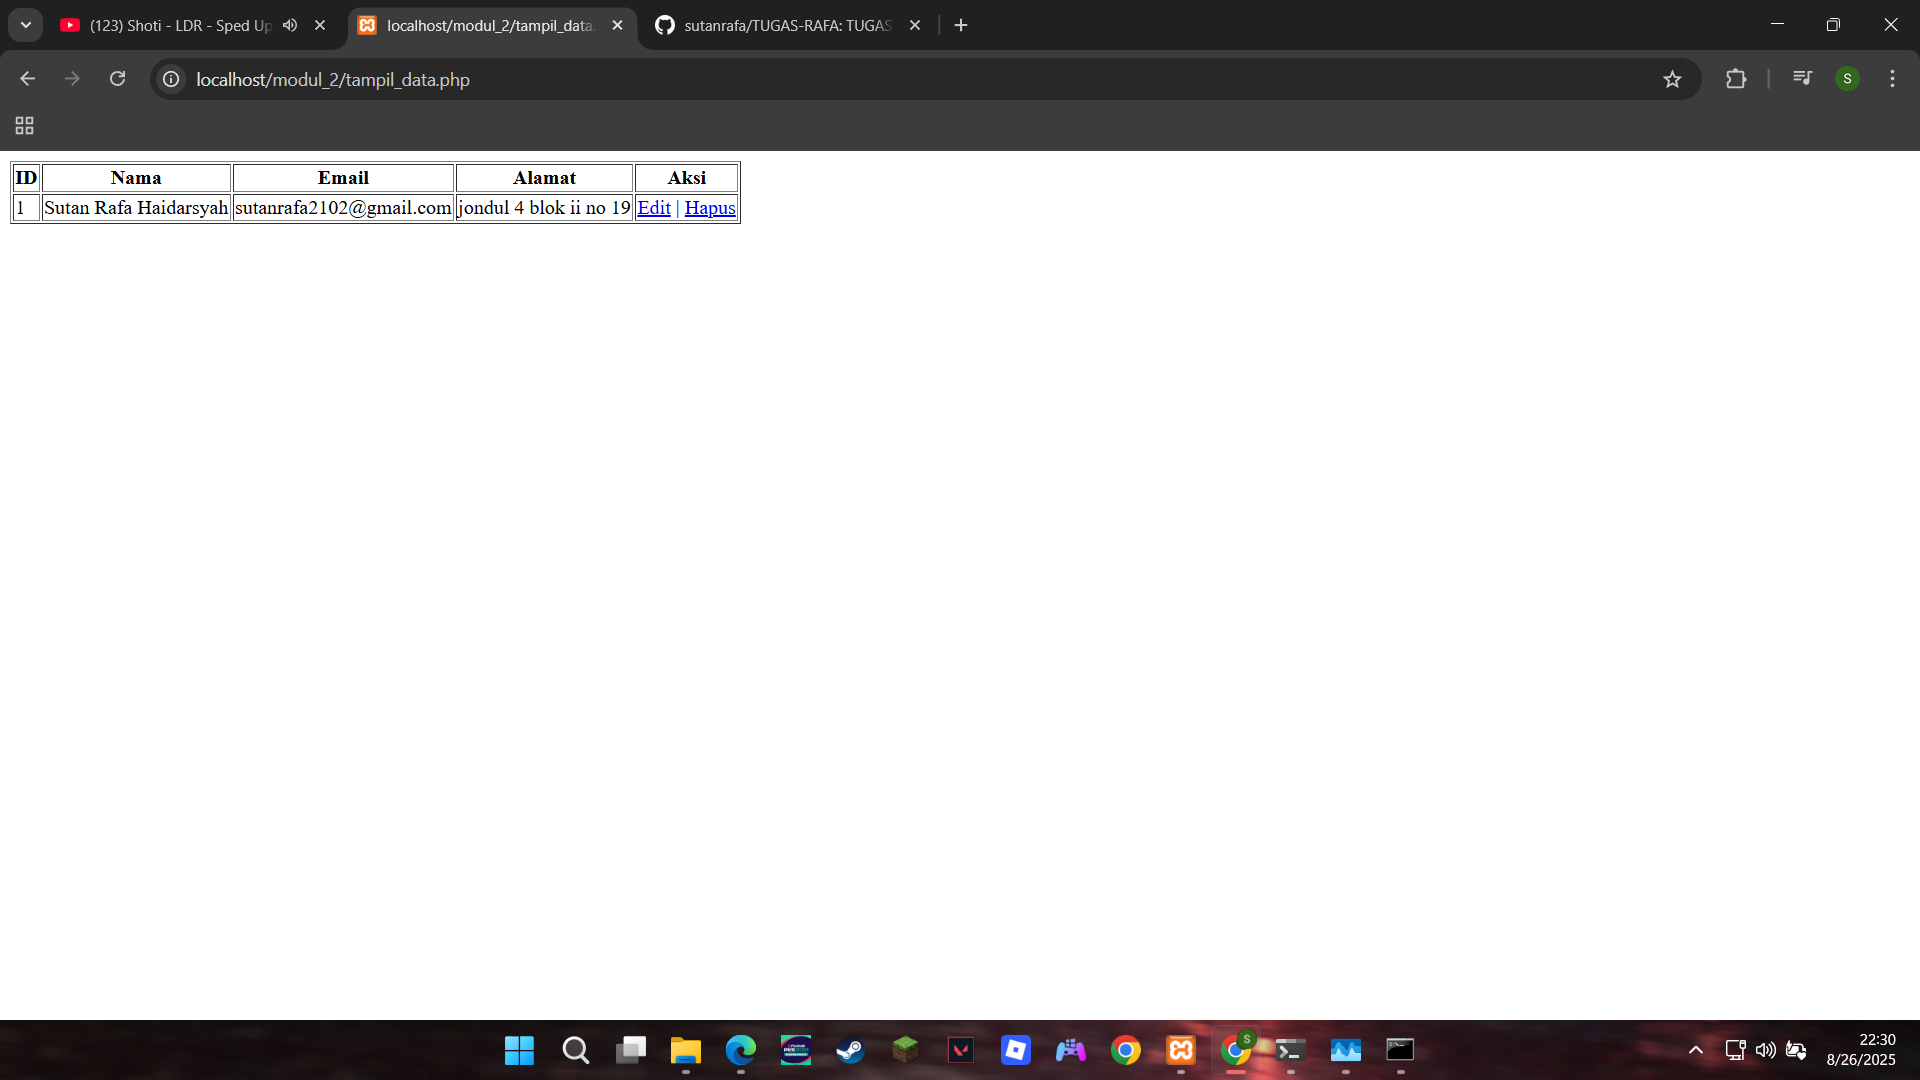 (123) Shoti - LDR - Sped Up
localhost/modul_2/tampil_data.
sutanrafa/TUGAS-RAFA: TUGAS
localhost/modul_2/tampil_data.php
S
ID Nama Email Alamat Aksi
1 Sutan Rafa Haidarsyah sutanrafa2102@gmail.com jondul 4 blok ii no 19 Edit | Hapus
S
22:30
8/26/2025